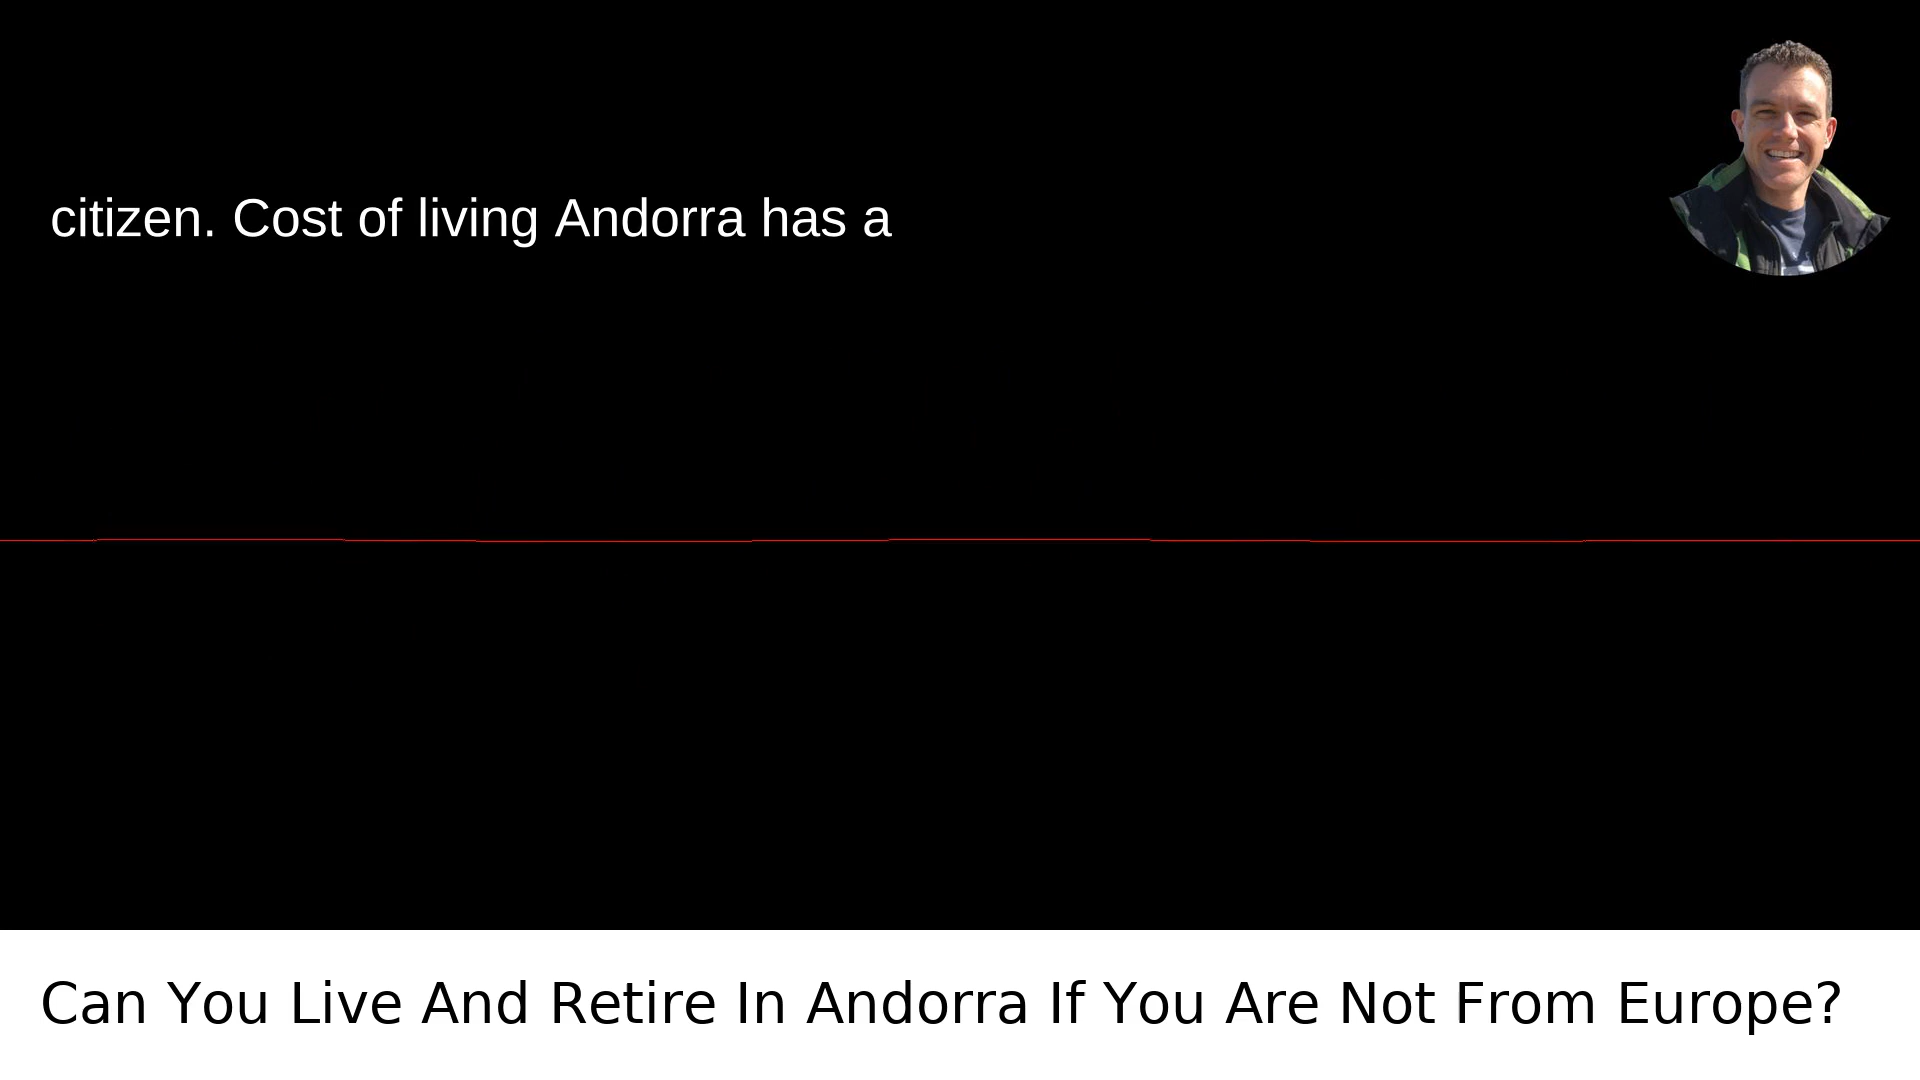 citizen. Cost of living Andorra has a
Can You Live And Retire In Andorra If You Are Not From Europe?